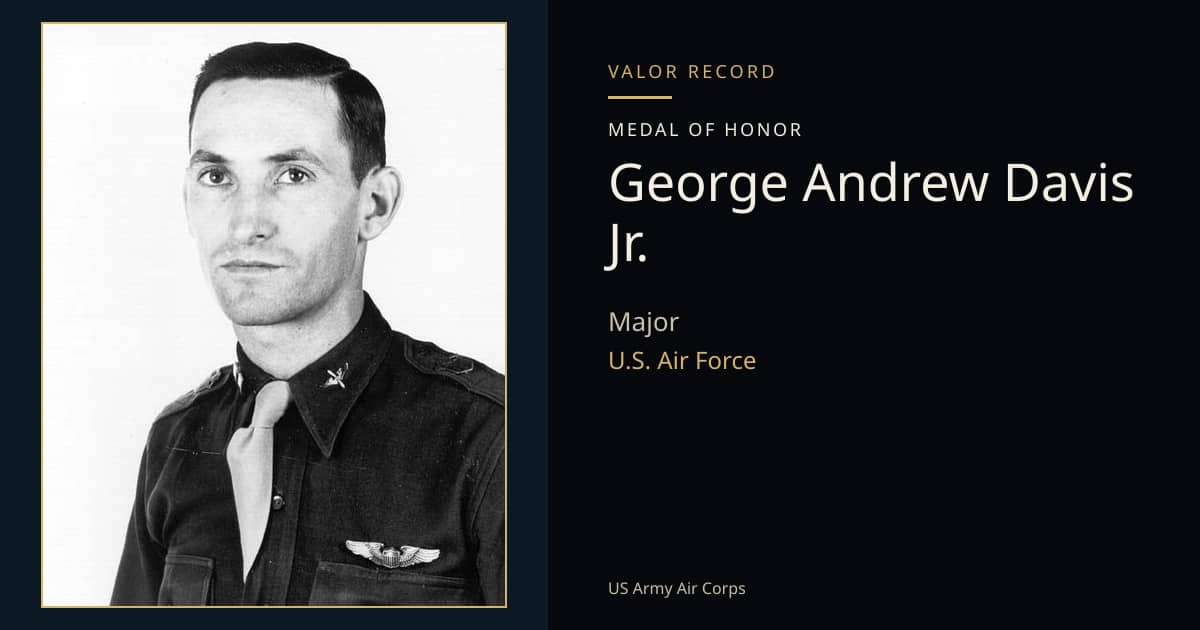 VALOR RECORD
MEDAL OF HONOR
George Andrew Davis
Jr.
Major
U.S. Air Force
US Army Air Corps